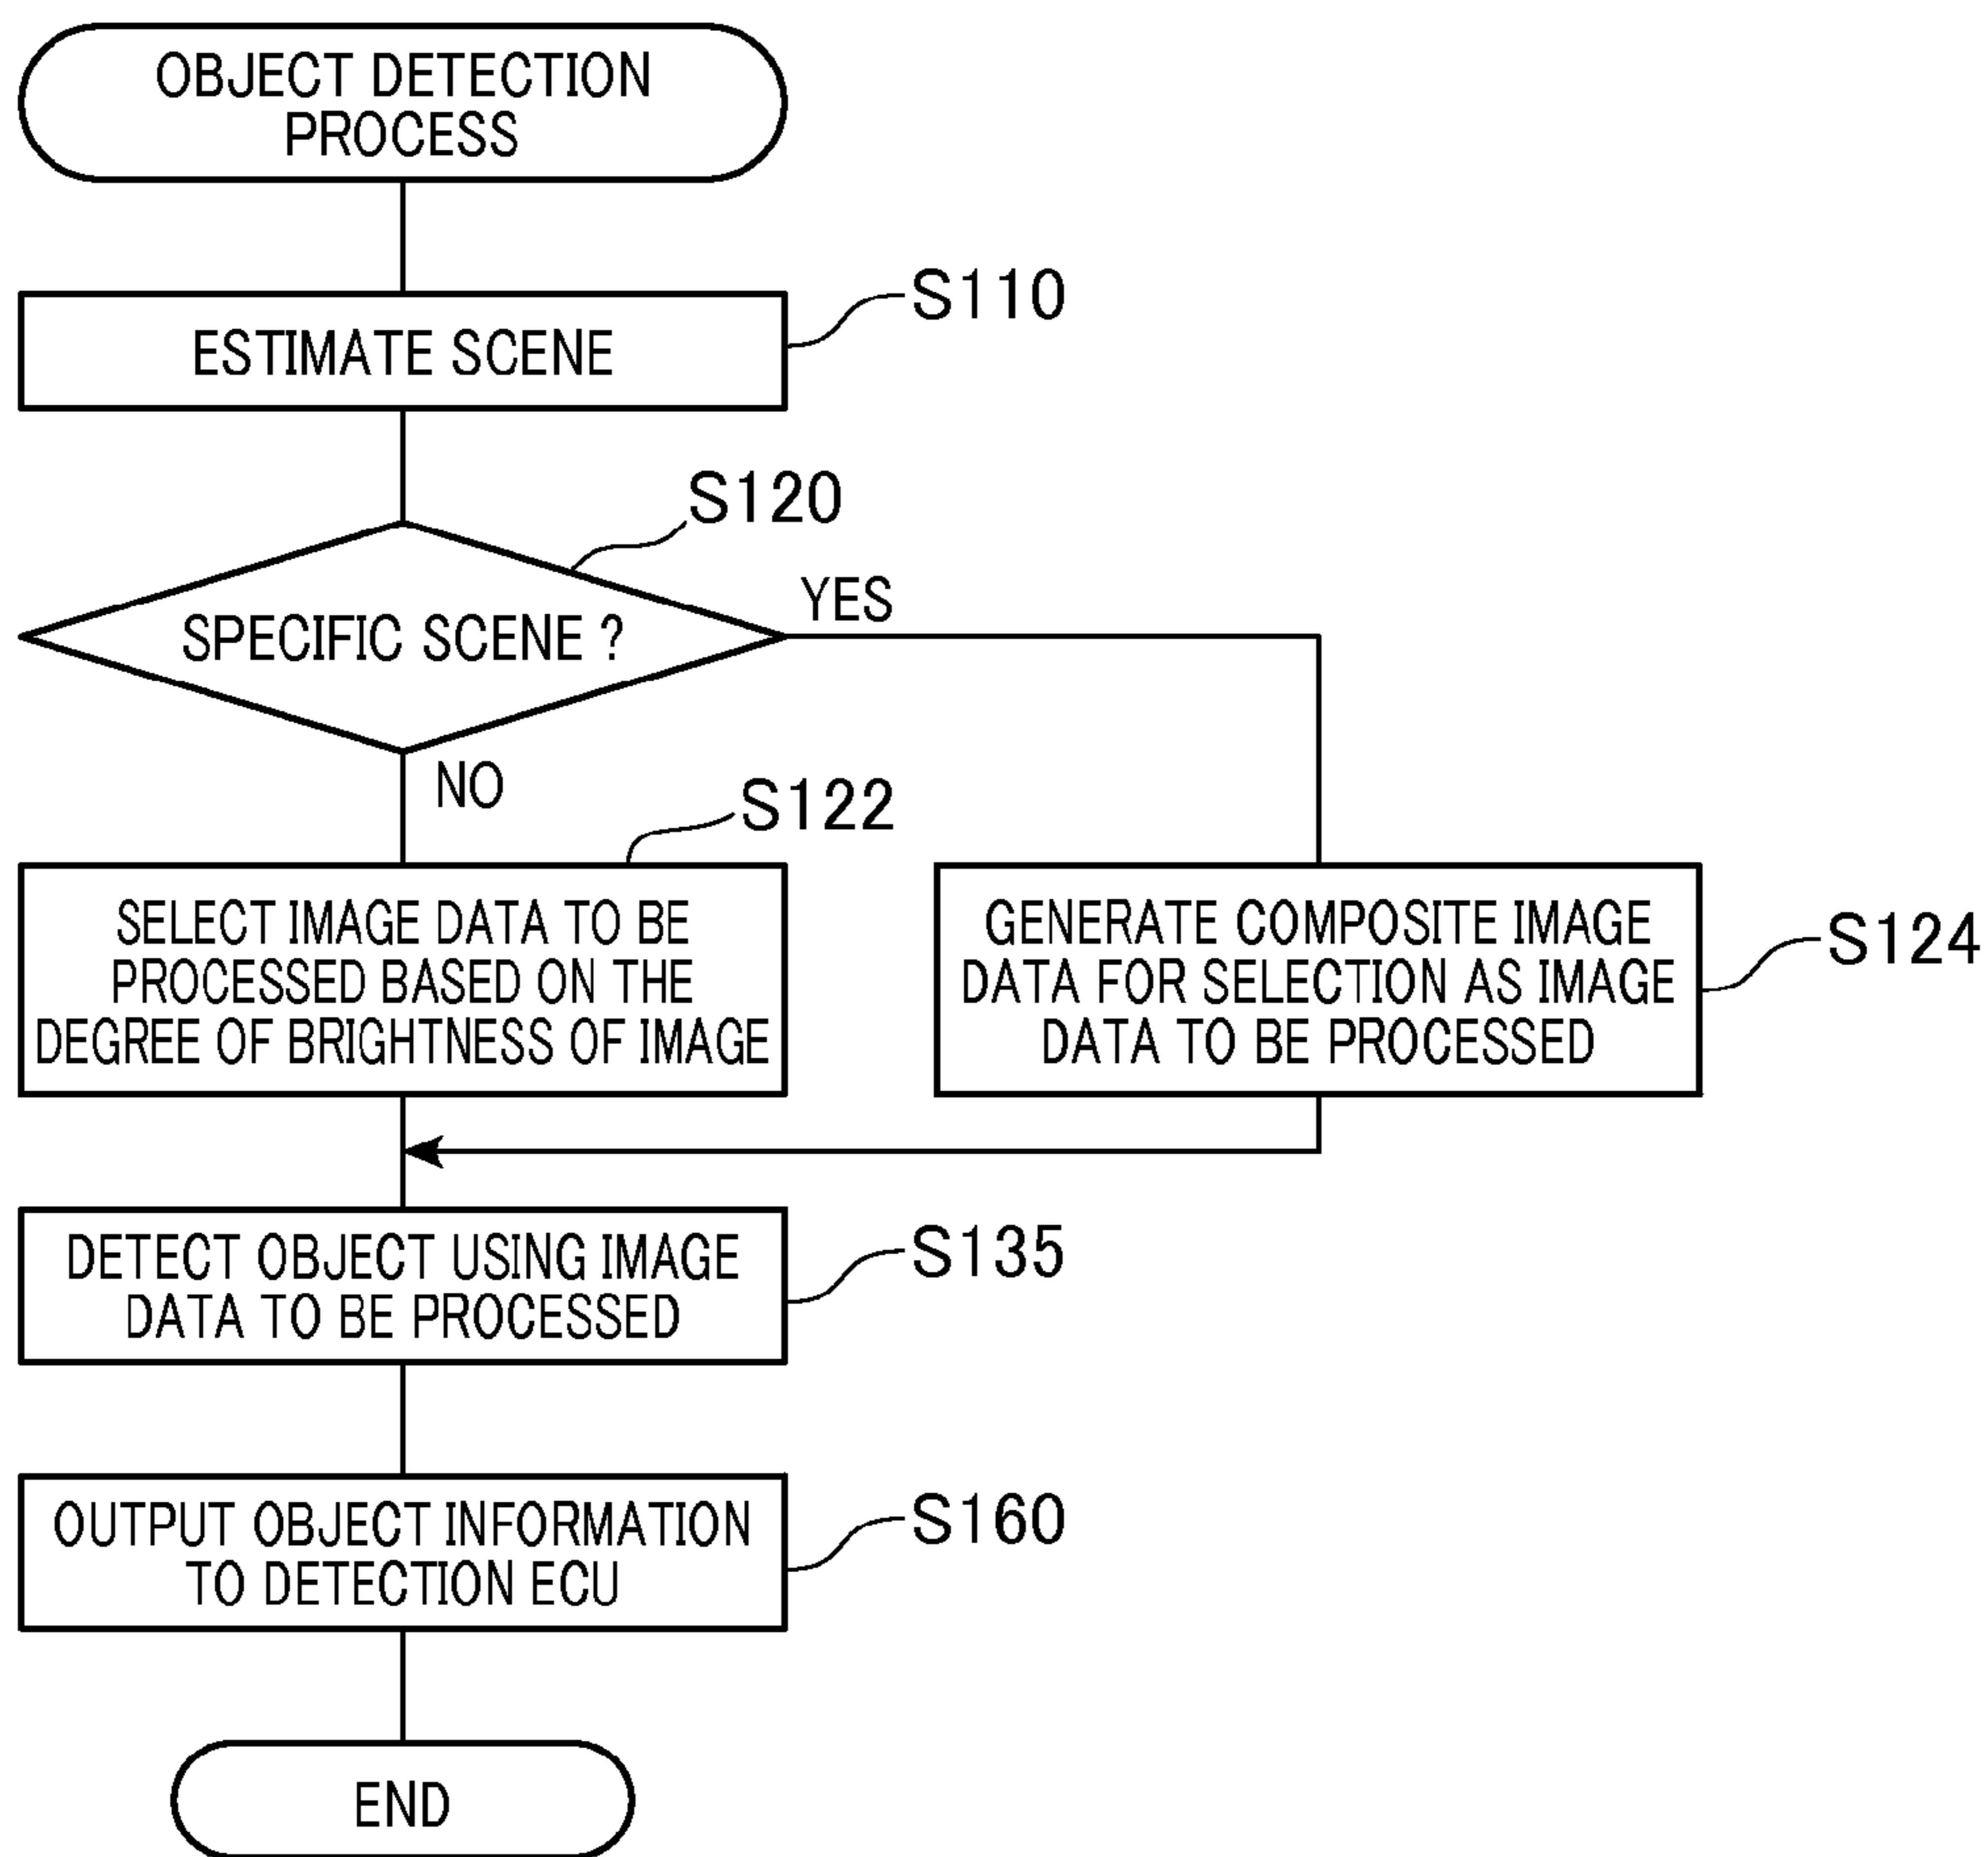 OBJECT DETECTION
PROCESS
S110
ESTIMATE SCENE
S120
YES
SPECIFIC SCENE ?
NO
S122
SELECT IMAGE DATA TO BE
PROCESSED BASED ON THE
DEGREE OF BRIGHTNESS OF IMAGE
GENERATE COMPOSITE IMAGE
DATA FOR SELECTION AS IMAGE
DATA TO BE PROCESSED
S124
DETECT OBJECT USING IMAGE
DATA TO BE PROCESSED
S135
OUTPUT OBJECT INFORMATION
TO DETECTION ECU
S160
END